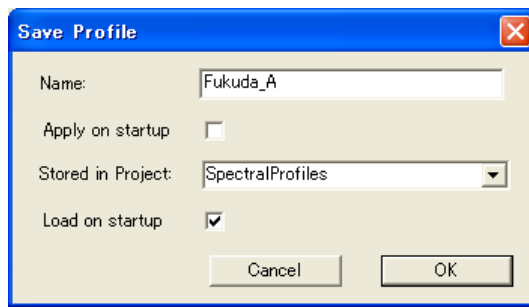 Save Profile
Name: Fukuda_A
Apply on startup
Stored in Project: SpectralProfiles
Load on startup
Cancel OK